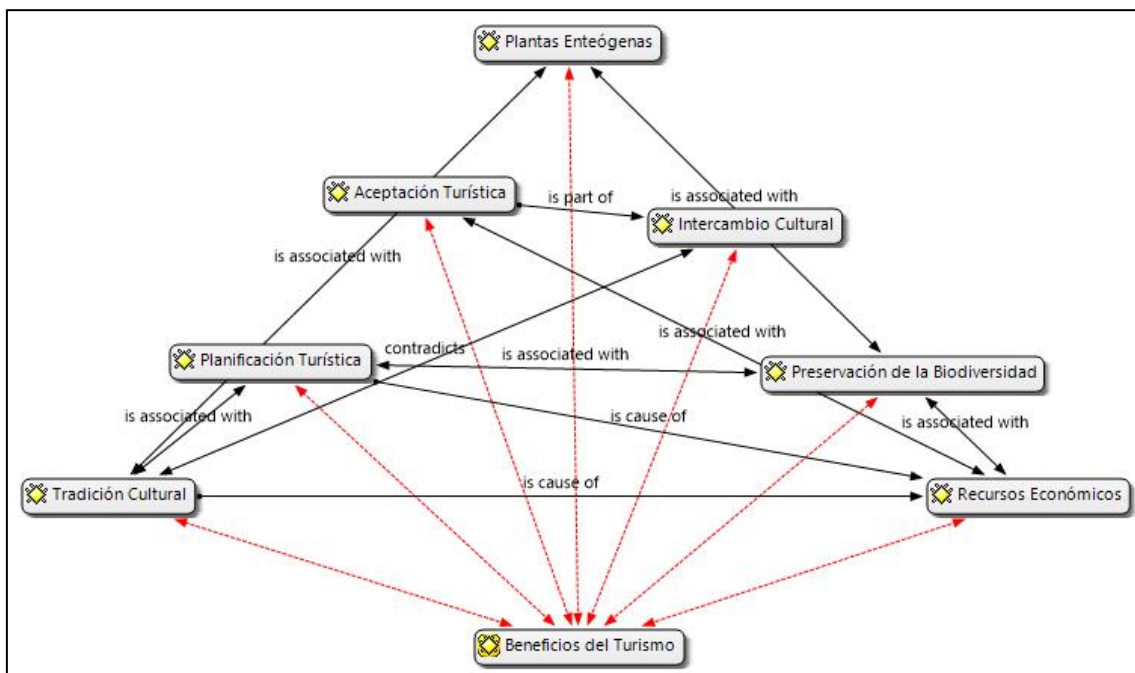 Plantas Enteógenas
Aceptación Turística
is part of
is associated with
Intercambio Cultural
is associated with
is associated with
contradicts
is associated with
Planificación Turística
Preservación de la Biodiversidad
is associated with
is cause of
is associated with
Tradición Cultural
is cause of
Recursos Económicos
Beneficios del Turismo